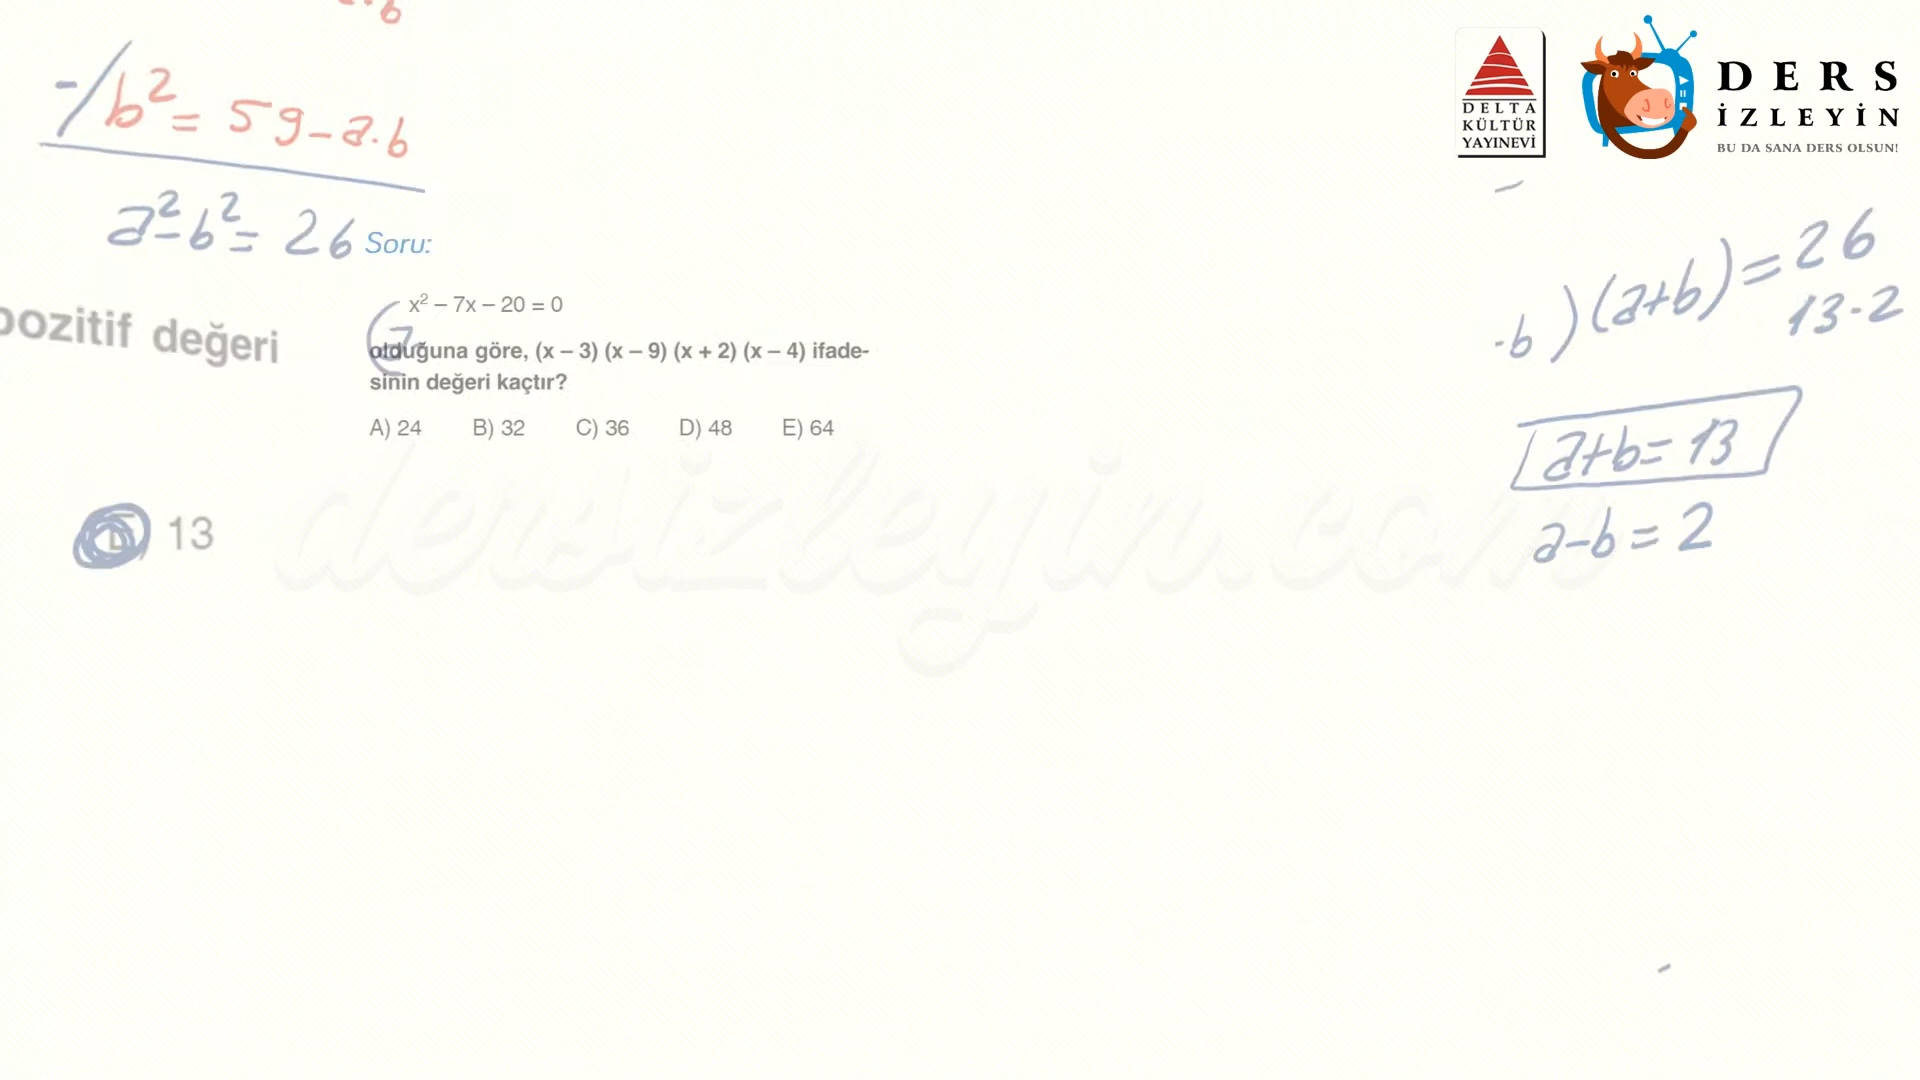 -/b² = 59-a.b
a²-b² = 26
pozitif değeri
13
Soru:
x² – 7x – 20 = 0
olduğuna göre, (x – 3) (x – 9) (x + 2) (x – 4) ifade-
sinin değeri kaçtır?
A) 24 B) 32 C) 36 D) 48 E) 64
dersizleyin.com
DELTA
KÜLTÜR
YAYINEVİ
DERS
İZLEYİN
BU DA SANA DERS OLSUN!
-b)(a+b) = 26
13.2
a+b = 13
a-b = 2